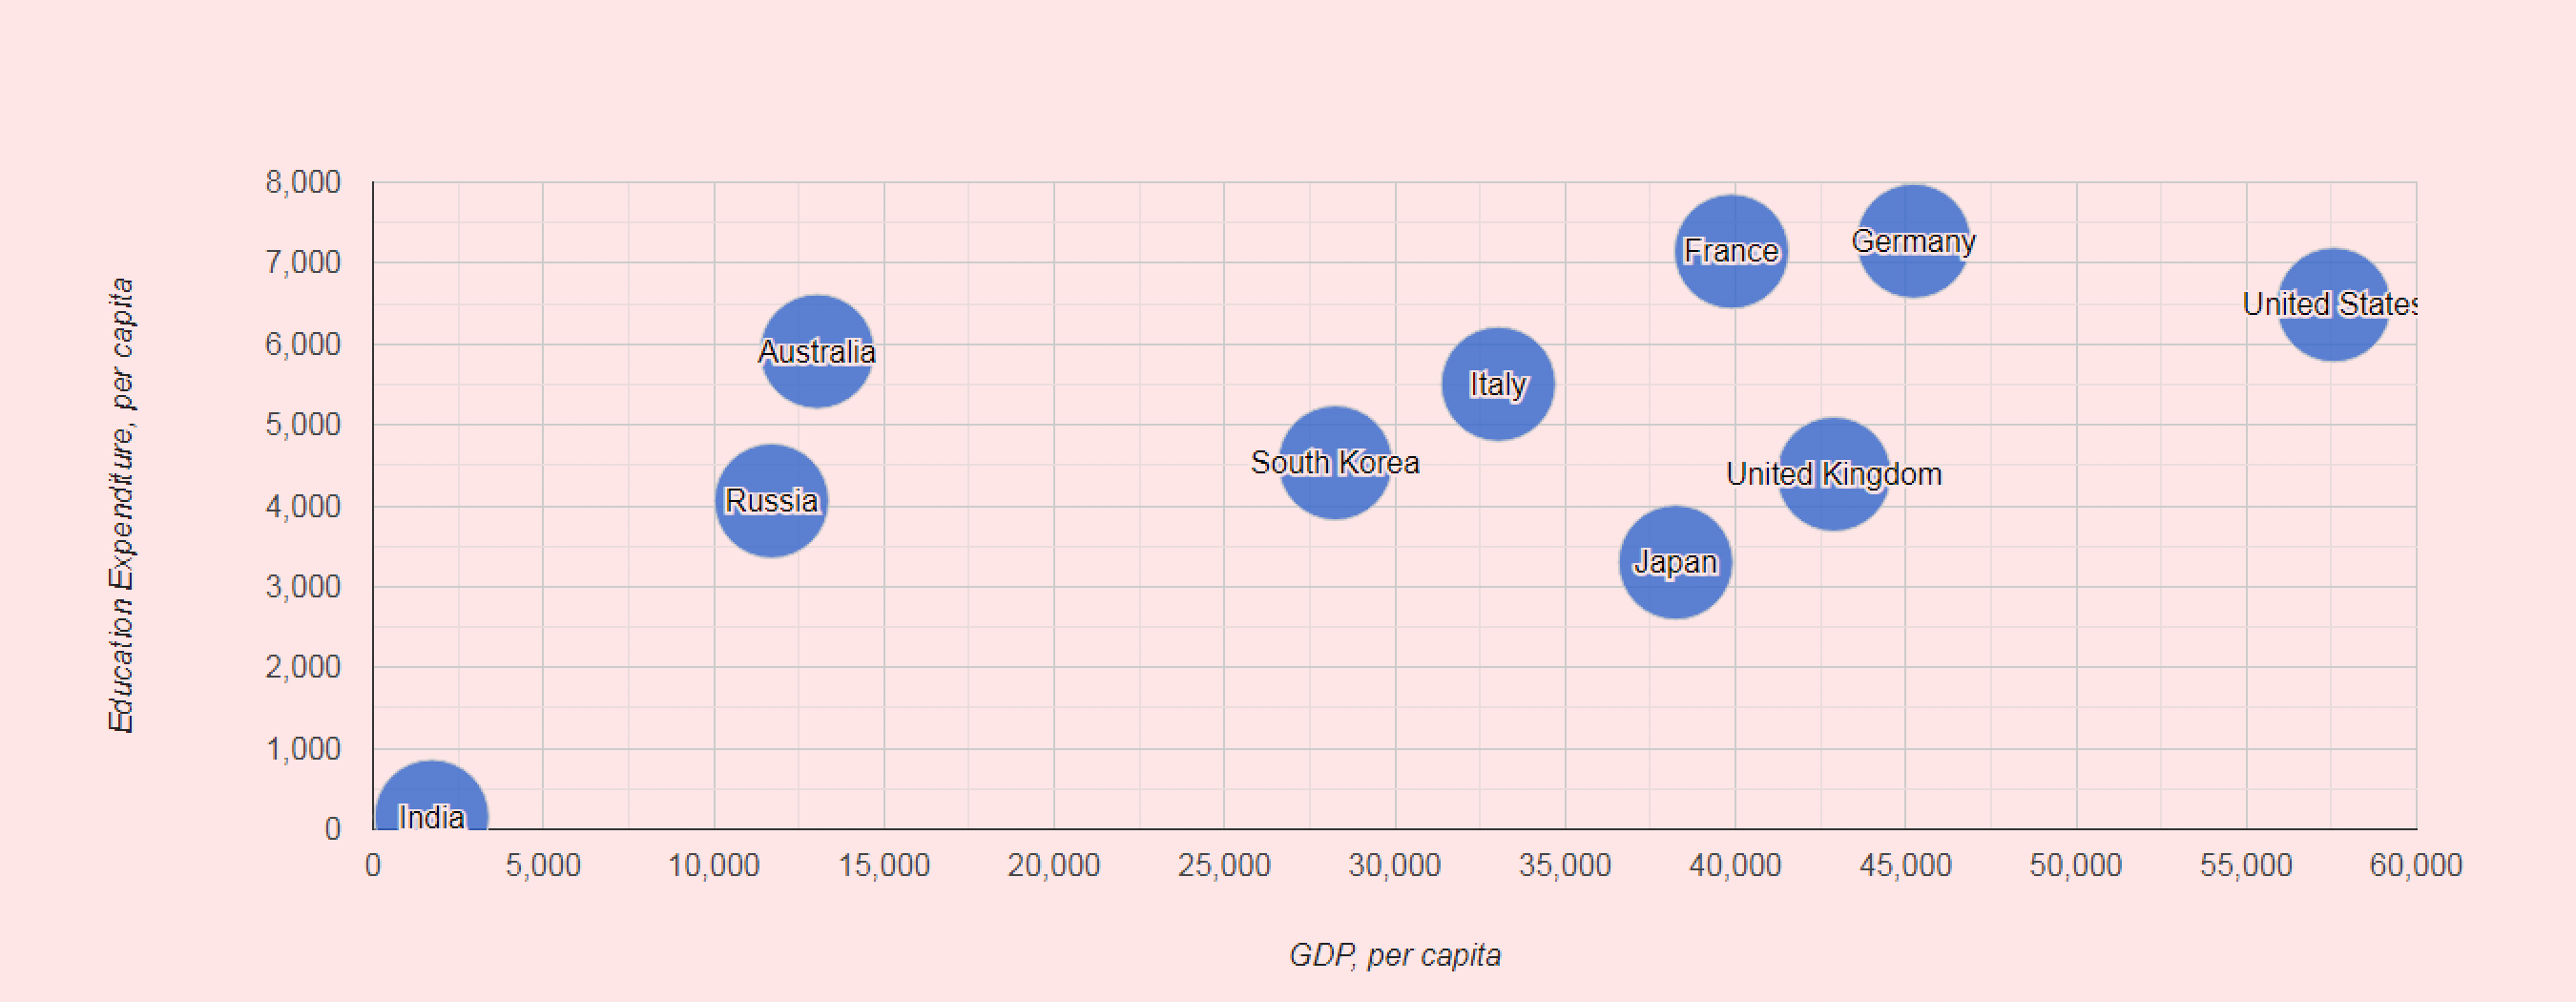 8,000
7,000
6,000
5,000
4,000
3,000
2,000
1,000
0
Education Expenditure, per capita
France
Germany
United States
Australia
Italy
South Korea
United Kingdom
Russia
Japan
India
0 5,000 10,000 15,000 20,000 25,000 30,000 35,000 40,000 45,000 50,000 55,000 60,000
GDP, per capita